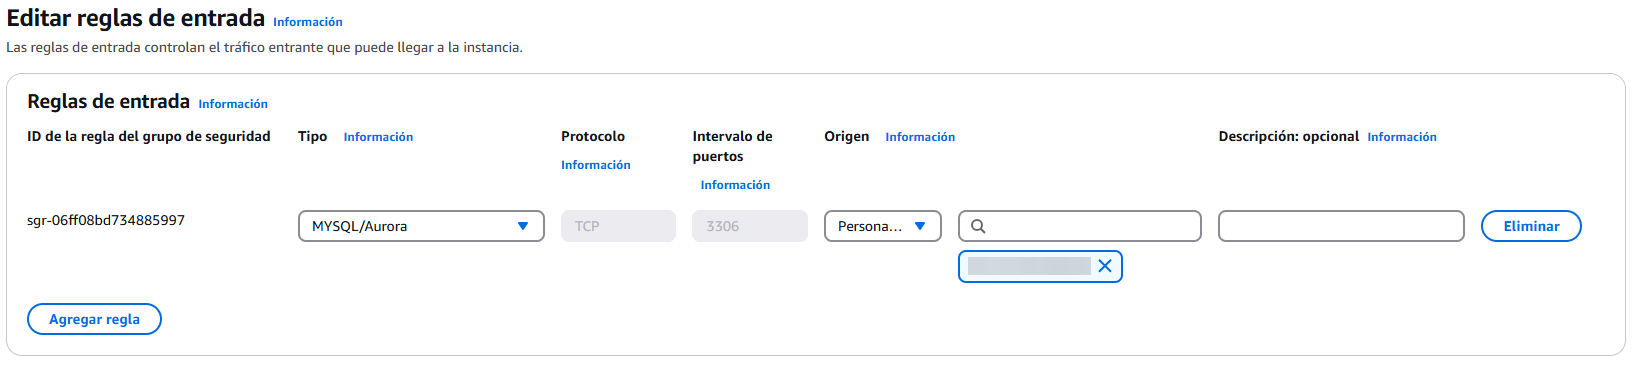 Editar reglas de entrada Información
Las reglas de entrada controlan el tráfico entrante que puede llegar a la instancia.
Reglas de entrada Información
ID de la regla del grupo de seguridad Tipo Información Protocolo Información Intervalo de puertos Información Origen Información Descripción: opcional Información
sgr-06ff08bd734885997 MYSQL/Aurora TCP 3306 Persona... Eliminar
Agregar regla